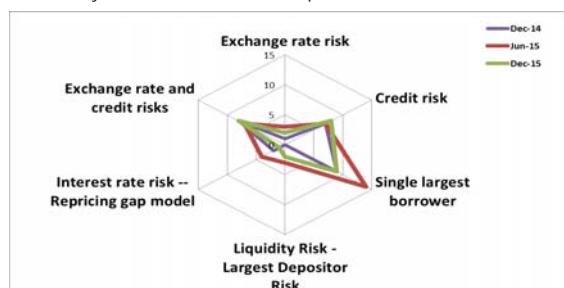 Exchange rate risk
Dec-14
Jun-15
Dec-15
15
10
5
0
Exchange rate and
credit risks
Credit risk
Interest rate risk --
Repricing gap model
Single largest
borrower
Liquidity Risk -
Largest Depositor
Risk